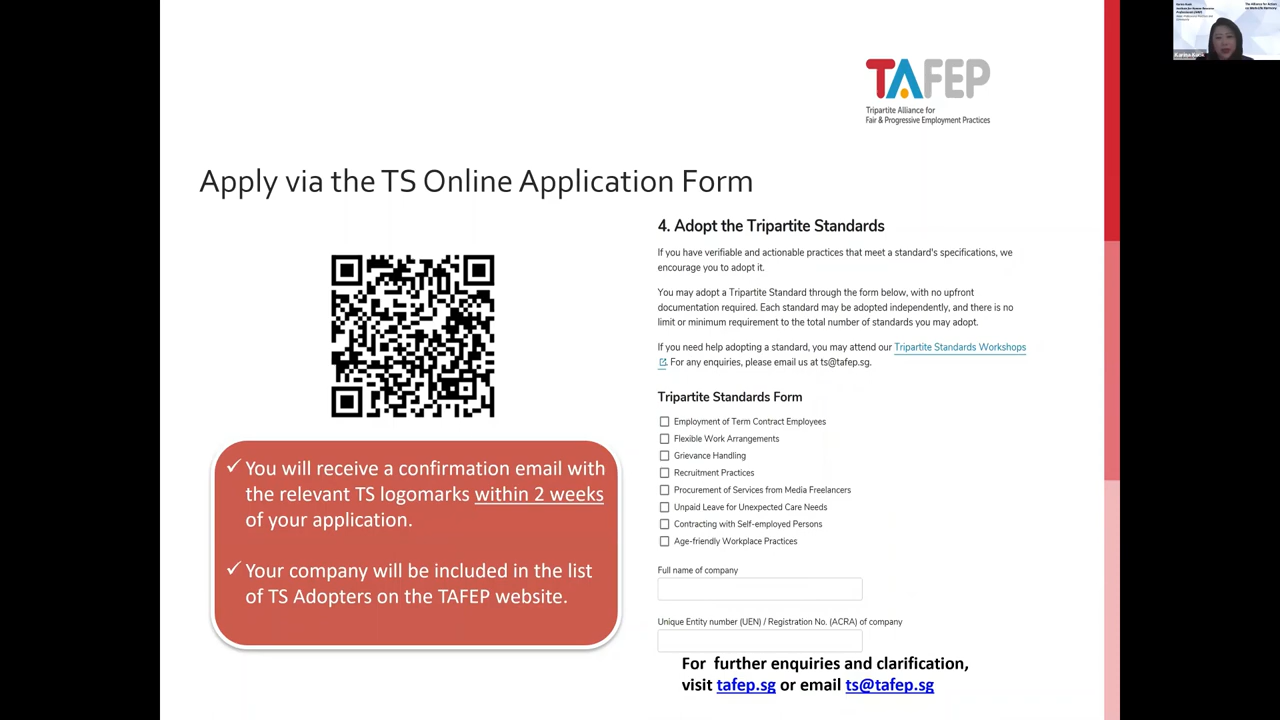 TAFEP
Tripartite Alliance for
Fair & Progressive Employment Practices
Apply via the TS Online Application Form
4. Adopt the Tripartite Standards
If you have verifiable and actionable practices that meet a standard's specifications, we
encourage you to adopt it.
You may adopt a Tripartite Standard through the form below, with no upfront
documentation required. Each standard may be adopted independently, and there is no
limit or minimum requirement to the total number of standards you may adopt.
If you need help adopting a standard, you may attend our Tripartite Standards Workshops
. For any enquiries, please email us at ts@tafep.sg.
Tripartite Standards Form
Employment of Term Contract Employees
Flexible Work Arrangements
Grievance Handling
Recruitment Practices
Procurement of Services from Media Freelancers
Unpaid Leave for Unexpected Care Needs
Contracting with Self-employed Persons
Age-friendly Workplace Practices
Full name of company
Unique Entity number (UEN) / Registration No. (ACRA) of company
✓ You will receive a confirmation email with
the relevant TS logomarks within 2 weeks
of your application.
✓ Your company will be included in the list
of TS Adopters on the TAFEP website.
For further enquiries and clarification,
visit tafep.sg or email ts@tafep.sg